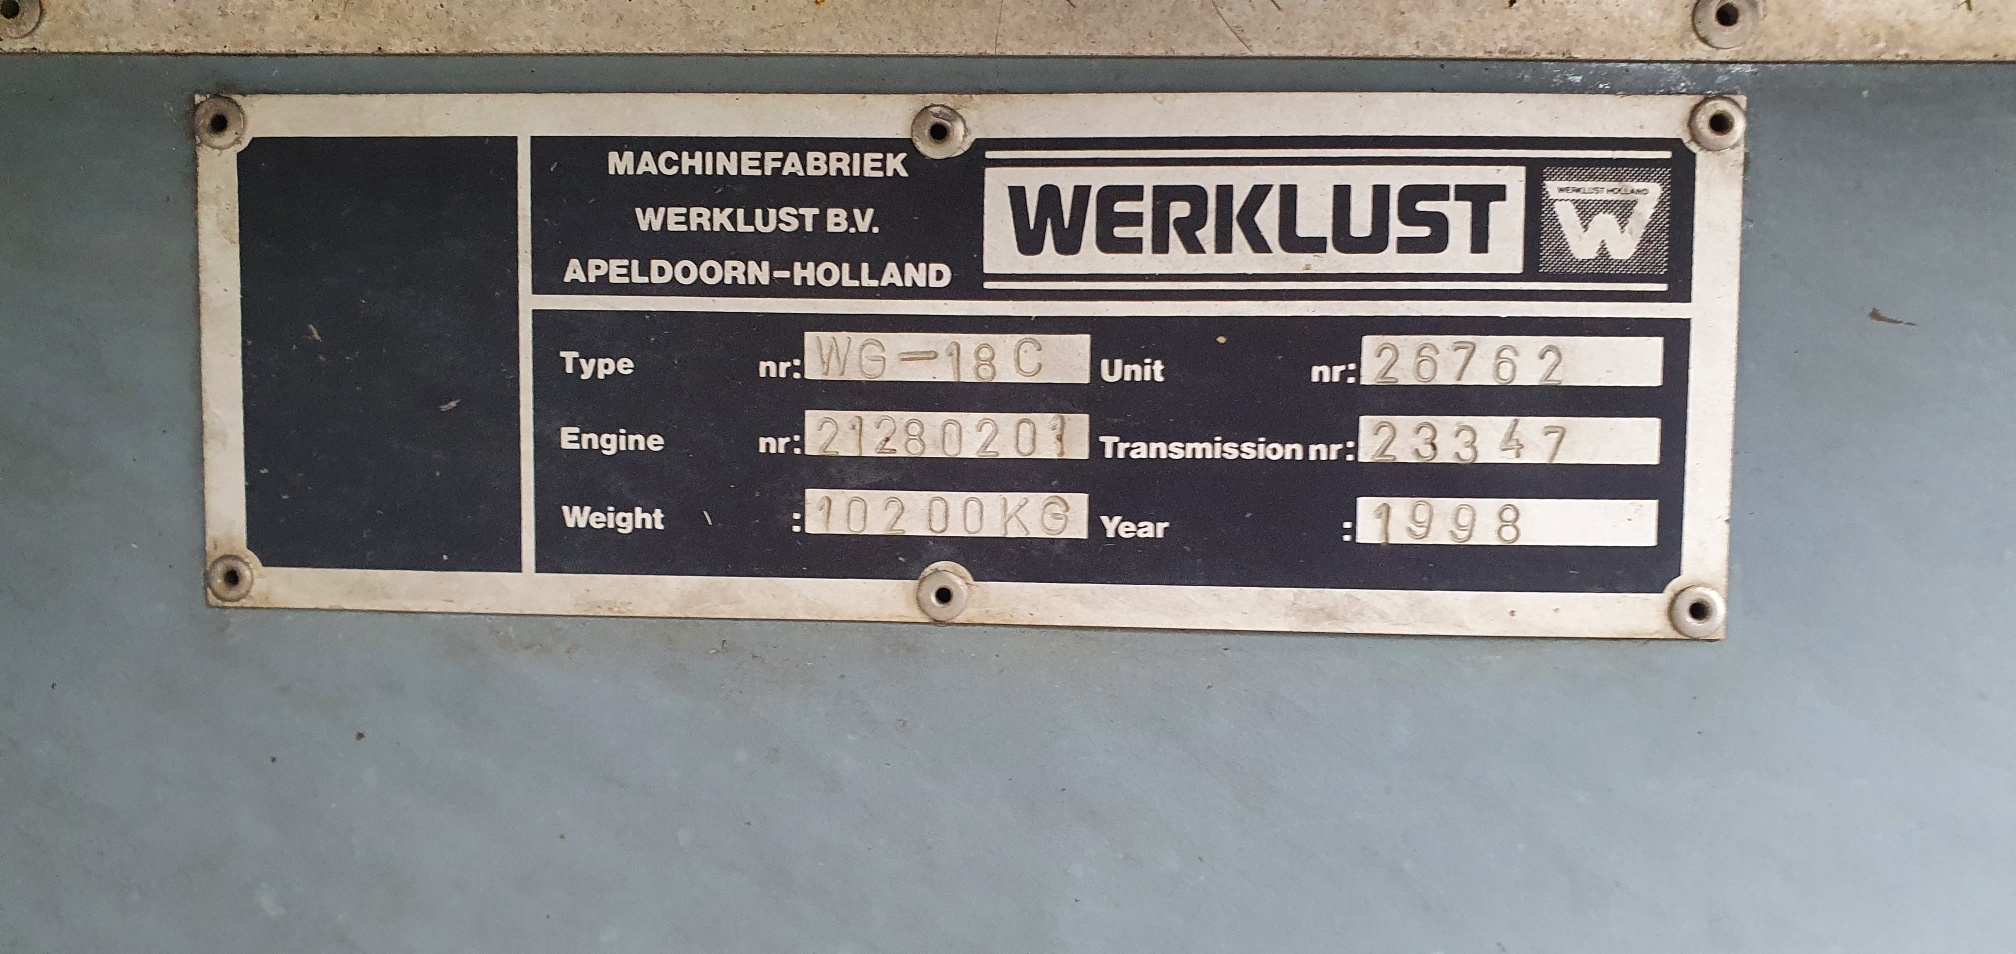 MACHINEFABRIEK
WERKLUST B.V.
APELDOORN-HOLLAND
WERKLUST
WERKLUST HOLLAND
W
Type nr: WG-18C Unit nr: 26762
Engine nr: 21280201 Transmission nr: 23347
Weight : 10200KG Year : 1998